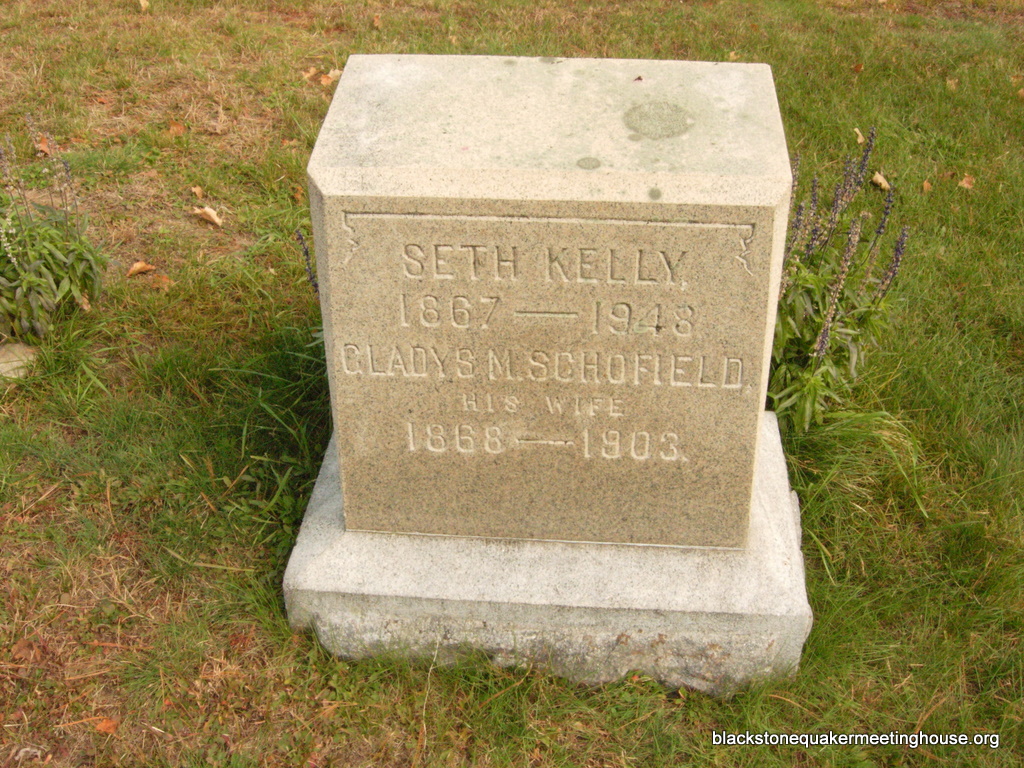 SETH KELLY,
1867 — 1948
GLADYS M. SCHOFIELD,
HIS WIFE
1868 — 1903.
blackstonequakermeetinghouse.org